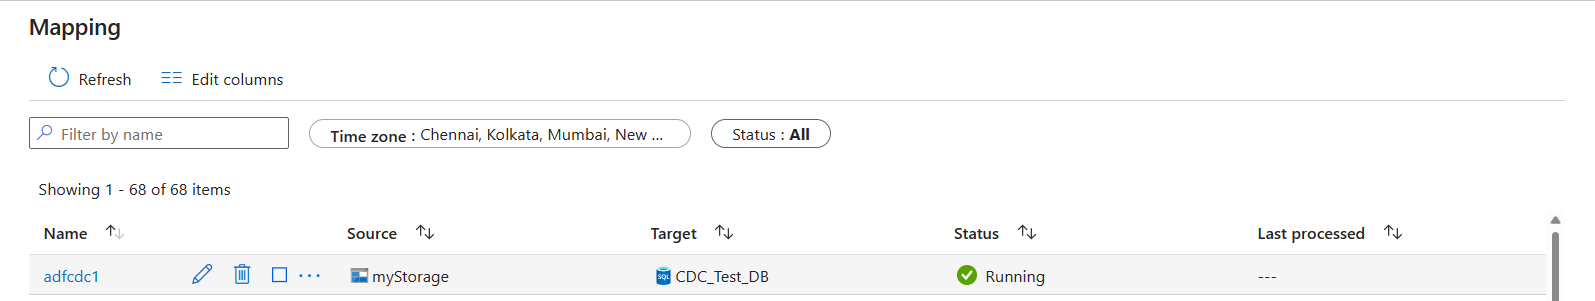 Mapping
Refresh Edit columns
Filter by name Time zone : Chennai, Kolkata, Mumbai, New ... Status : All
Showing 1 - 68 of 68 items
Name Source Target Status Last processed
adfcdc1 ... myStorage SQL CDC_Test_DB Running ---